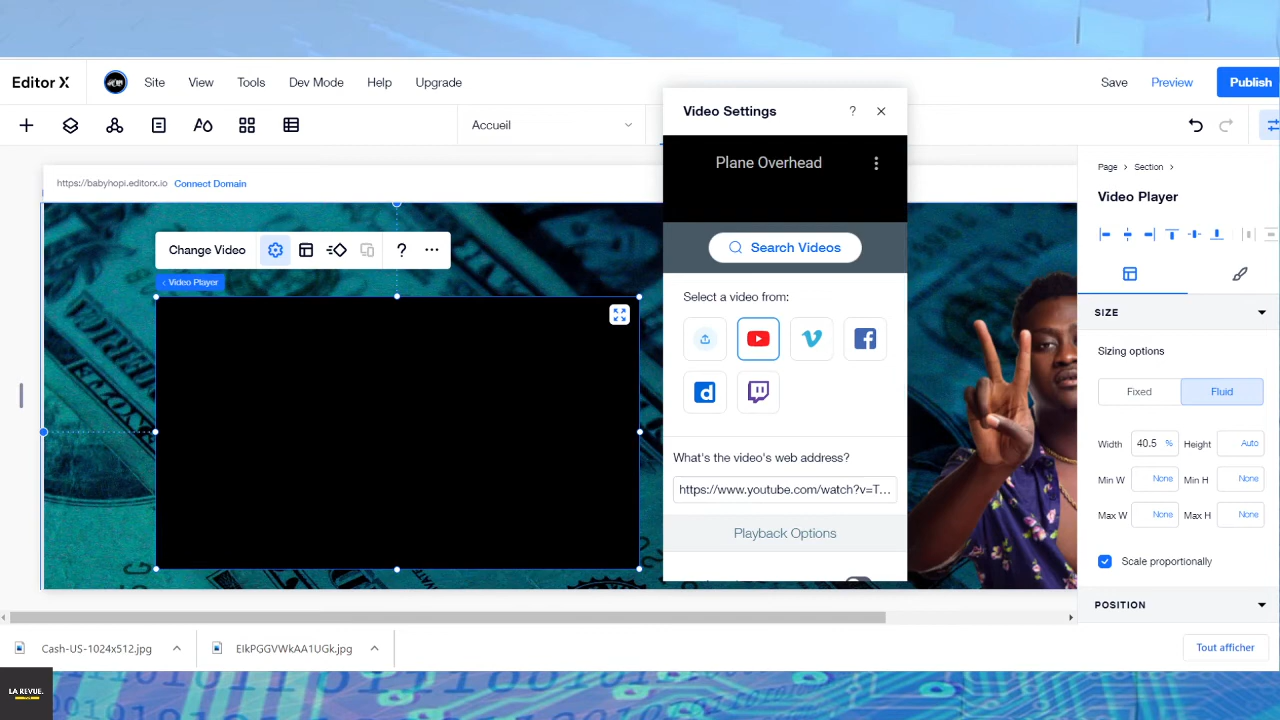 Editor X
Site
View
Tools
Dev Mode
Help
Upgrade
Save
Preview
Publish
Accueil
https://babyhopi.editorx.io Connect Domain
Change Video
?
Video Player
Video Settings
?
Plane Overhead
Search Videos
Select a video from:
What's the video's web address?
https://www.youtube.com/watch?v=T...
Playback Options
Page > Section >
Video Player
SIZE
Sizing options
Fixed
Fluid
Width 40.5 % Height Auto
Min W None Min H None
Max W None Max H None
Scale proportionally
POSITION
Cash-US-1024x512.jpg
ElkPGGVWkAA1UGk.jpg
Tout afficher
LA REVUE.